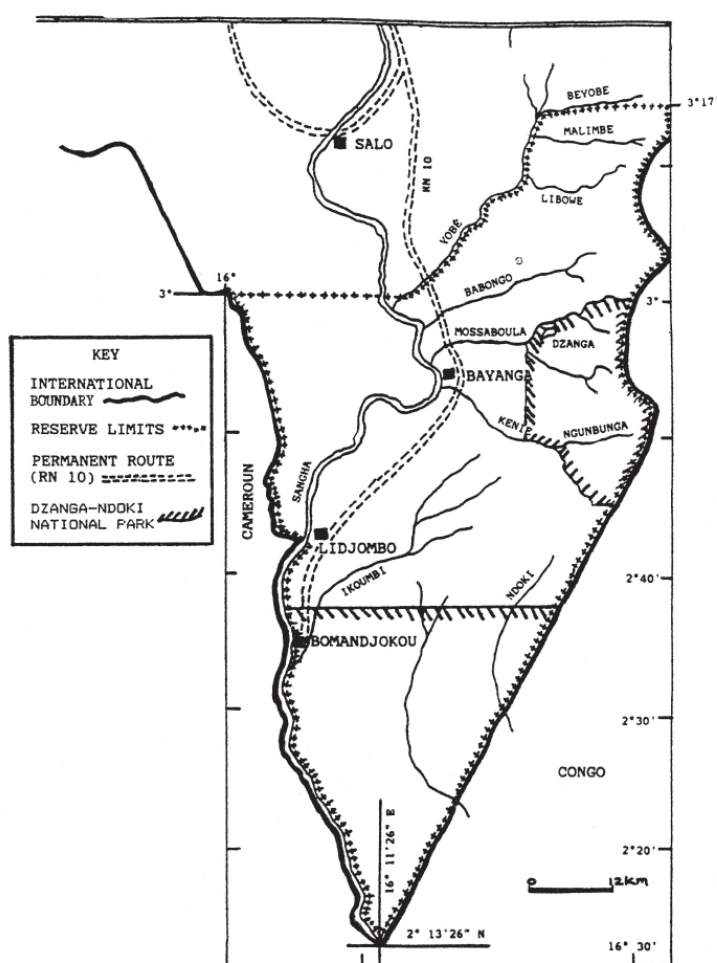 BEYOBE
3°17'
MALIMBE
SALO
RN 10
LIBOWE
YOBÉ
16°
3°
BABONGO
3°
MOSSABOULA
DZANGA
KEY
INTERNATIONAL
BOUNDARY
RESERVE LIMITS
PERMANENT ROUTE
(RN 10)
DZANGA-NDOKI
NATIONAL PARK
BAYANGA
KENIE
NGUNBUNGA
SANGHA
CAMEROUN
LIDJOMBO
IKOUMBI
NDOKI
2°40'
BOMANDJOKOU
2°30'
CONGO
16° 11'26" E
2°20'
0 12km
2° 13'26" N
16° 30'